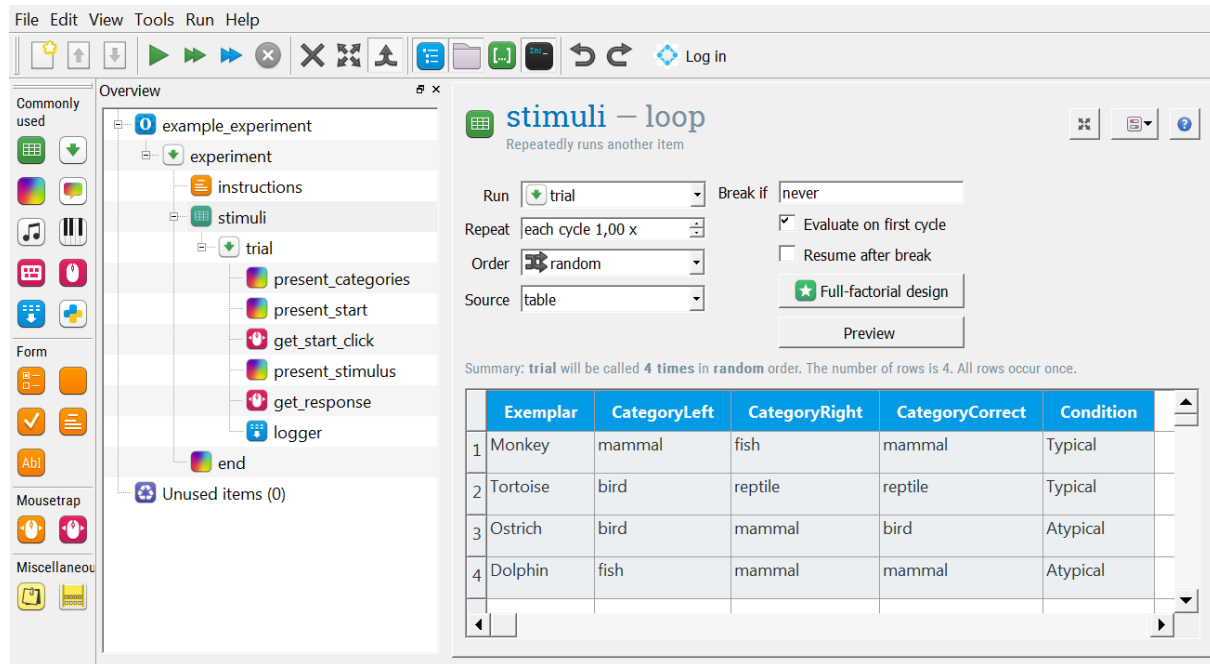 File Edit View Tools Run Help
Log in
Commonly
used
Form
AbI
Mousetrap
Miscellaneou
Overview
example_experiment
experiment
instructions
stimuli
trial
present_categories
present_start
get_start_click
present_stimulus
get_response
logger
end
Unused items (0)
stimuli – loop
Repeatedly runs another item
Run trial Break if never
Repeat each cycle 1,00 x Evaluate on first cycle
Order random Resume after break
Source table Full-factorial design
Preview
Summary: trial will be called 4 times in random order. The number of rows is 4. All rows occur once.
Exemplar CategoryLeft CategoryRight CategoryCorrect Condition
1 Monkey mammal fish mammal Typical
2 Tortoise bird reptile reptile Typical
3 Ostrich bird mammal bird Atypical
4 Dolphin fish mammal mammal Atypical